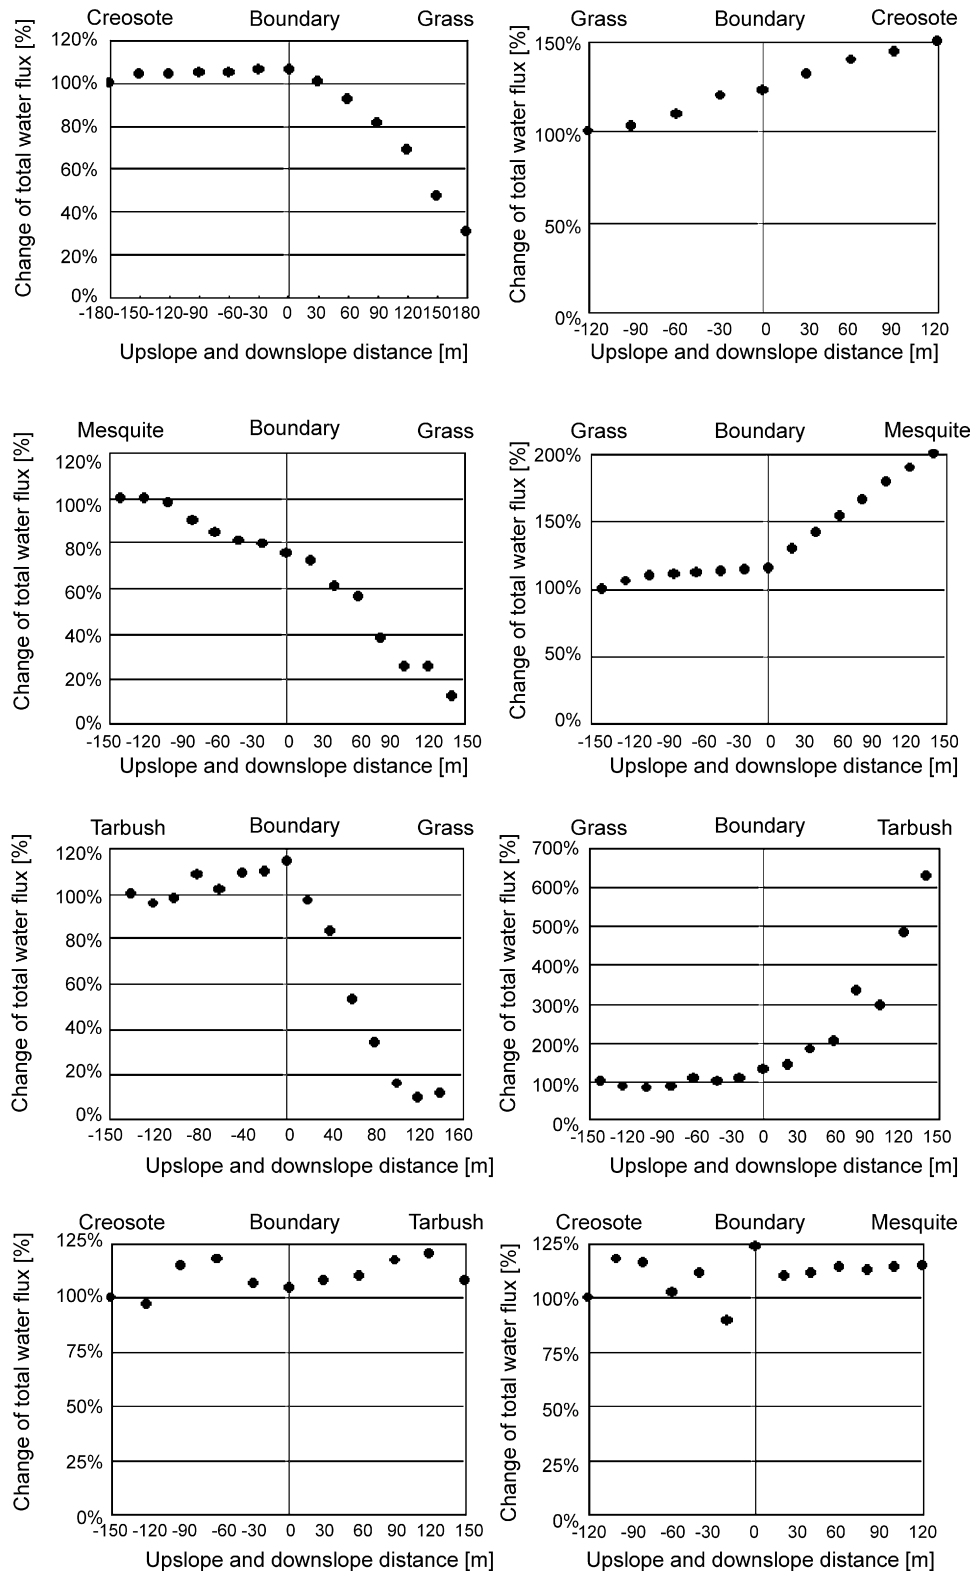 Creosote Boundary Grass
Change of total water flux [%]
120%
100%
80%
60%
40%
20%
0%
-180-150-120-90 -60-30 0 30 60 90 120150180
Upslope and downslope distance [m]
Grass Boundary Creosote
Change of total water flux [%]
150%
100%
50%
0%
-120 -90 -60 -30 0 30 60 90 120
Upslope and downslope distance [m]
Mesquite Boundary Grass
Change of total water flux [%]
120%
100%
80%
60%
40%
20%
0%
-150 -120 -90 -60 -30 0 30 60 90 120 150
Upslope and downslope distance [m]
Grass Boundary Mesquite
Change of total water flux [%]
200%
150%
100%
50%
0%
-150 -120 -90 -60 -30 0 30 60 90 120 150
Upslope and downslope distance [m]
Tarbush Boundary Grass
Change of total water flux [%]
120%
100%
80%
60%
40%
20%
0%
-150 -120 -80 -40 0 40 80 120 160
Upslope and downslope distance [m]
Grass Boundary Tarbush
Change of total water flux [%]
700%
600%
500%
400%
300%
200%
100%
0%
-150 -120 -90 -60 -30 0 30 60 90 120 150
Upslope and downslope distance [m]
Creosote Boundary Tarbush
Change of total water flux [%]
125%
100%
75%
50%
25%
0%
-150 -120 -90 -60 -30 0 30 60 90 120 150
Upslope and downslope distance [m]
Creosote Boundary Mesquite
Change of total water flux [%]
125%
100%
75%
50%
25%
0%
-120 -90 -60 -30 0 30 60 90 120
Upslope and downslope distance [m]